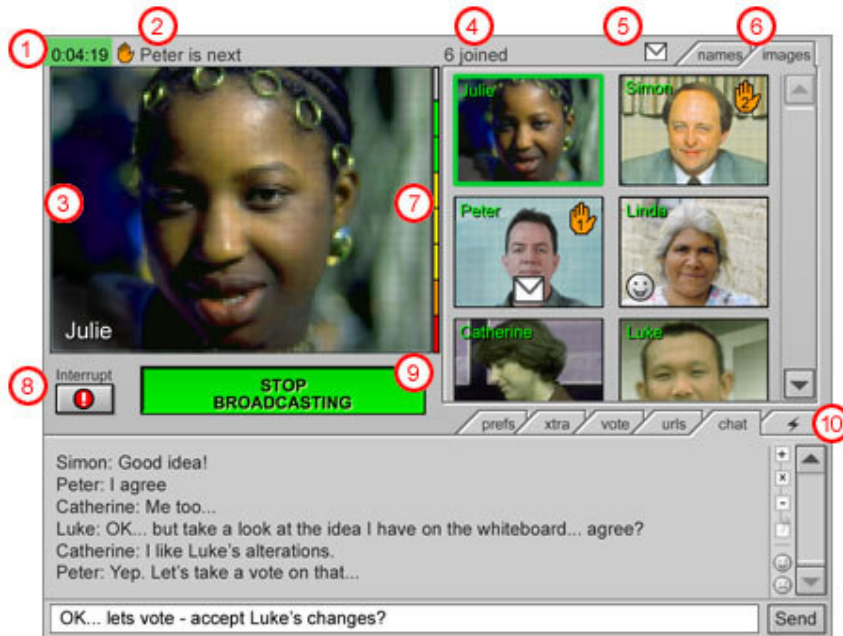 1
2
4
5
6
0:04:19
Peter is next
6 joined
names
images
Julie
Simon
2
3
7
Peter
1
Linda
Julie
Catherine
Luke
8
Interrupt
!
9
STOP
BROADCASTING
prefs
xtra
vote
urls
chat
10
Simon: Good idea!
Peter: I agree
Catherine: Me too...
Luke: OK... but take a look at the idea I have on the whiteboard... agree?
Catherine: I like Luke's alterations.
Peter: Yep. Let's take a vote on that...
+
x
-
OK... lets vote - accept Luke's changes?
Send